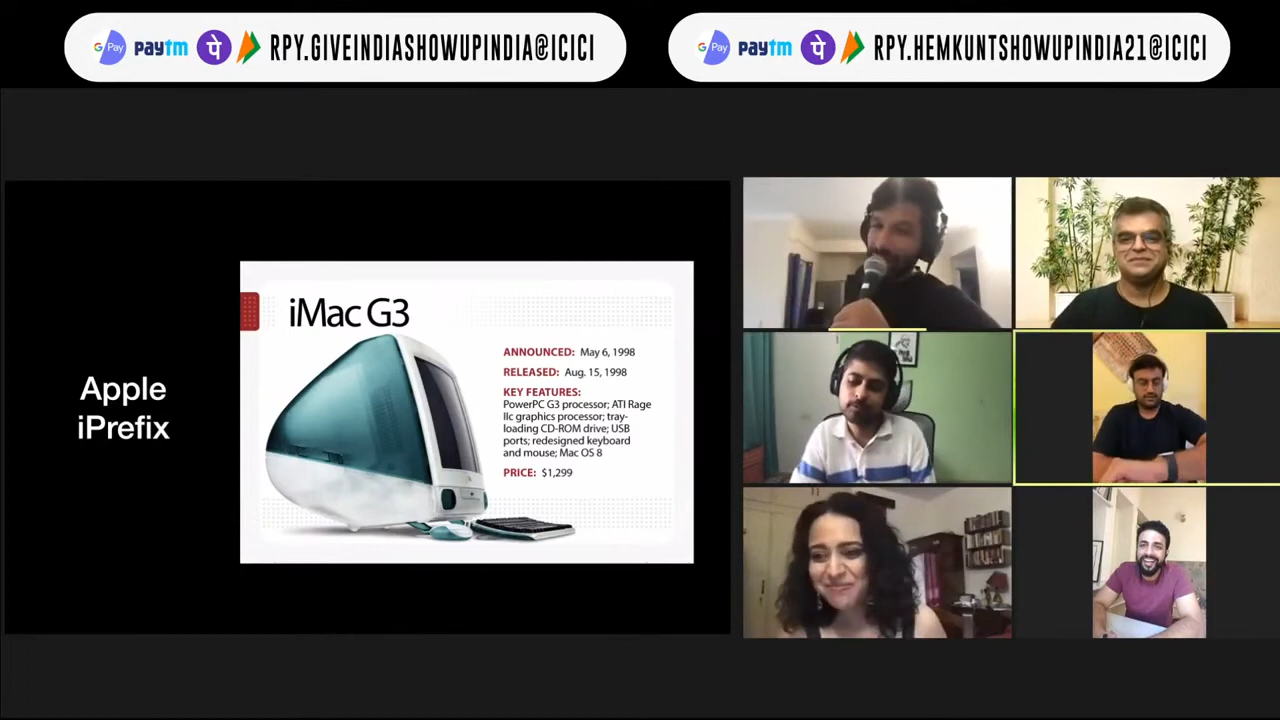 G Pay paytm पे RPY.GIVEINDIASHOWUPINDIA@ICICI
G Pay paytm पे RPY.HEMKUNTSHOWUPINDIA21@ICICI
Apple
iPrefix
iMac G3
ANNOUNCED: May 6, 1998
RELEASED: Aug. 15, 1998
KEY FEATURES:
PowerPC G3 processor; ATI Rage
IIc graphics processor; tray-
loading CD-ROM drive; USB
ports; redesigned keyboard
and mouse; Mac OS 8
PRICE: $1,299